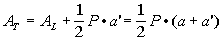 A_T = A_L + 1/2 P • a' = 1/2 P • (a + a')